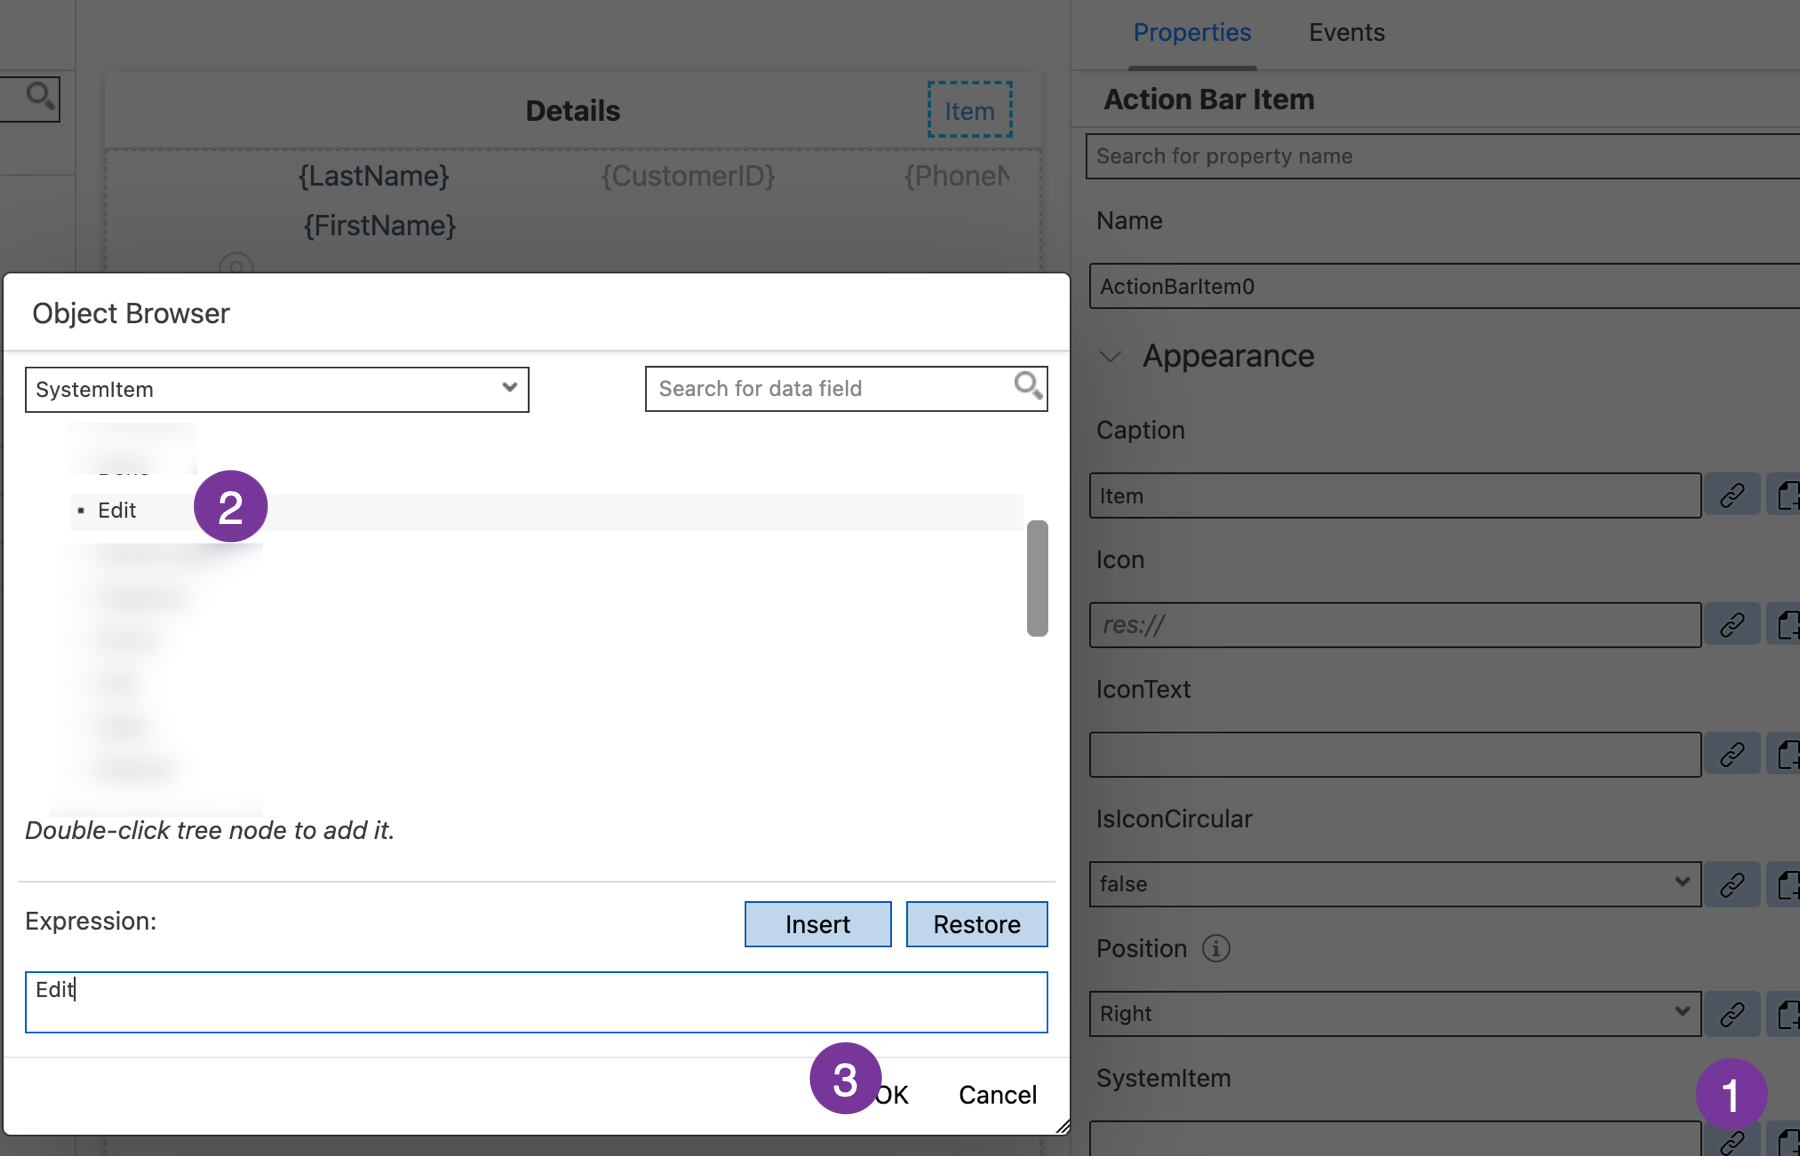 Properties
Events
Details
Item
Action Bar Item
Search for property name
{LastName}
{CustomerID}
{PhoneN
{FirstName}
Name
ActionBarItem0
Object Browser
Appearance
SystemItem
Search for data field
Caption
Item
Edit
2
Icon
res://
IconText
IsIconCircular
Double-click tree node to add it.
false
Expression:
Insert
Restore
Position
Edit
Right
3
OK
Cancel
SystemItem
1